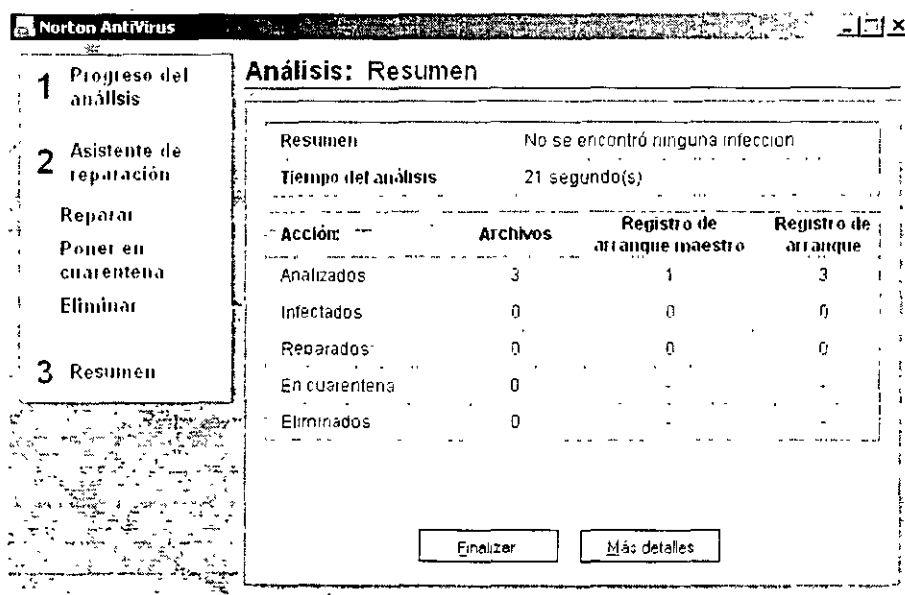 Norton AntiVirus
1 Progreso del análisis
2 Asistente de reparación
Reparar
Poner en cuarentena
Eliminar
3 Resumen
Análisis: Resumen
Resumen No se encontró ninguna infeccion
Tiempo del análisis 21 segundo(s)
Acción: Archivos Registro de arranque maestro Registro de arranque
Analizados 3 1 3
Infectados 0 0 0
Reparados 0 0 0
En cuarentena 0 - -
Eliminados 0 - -
Finalizar Más detalles